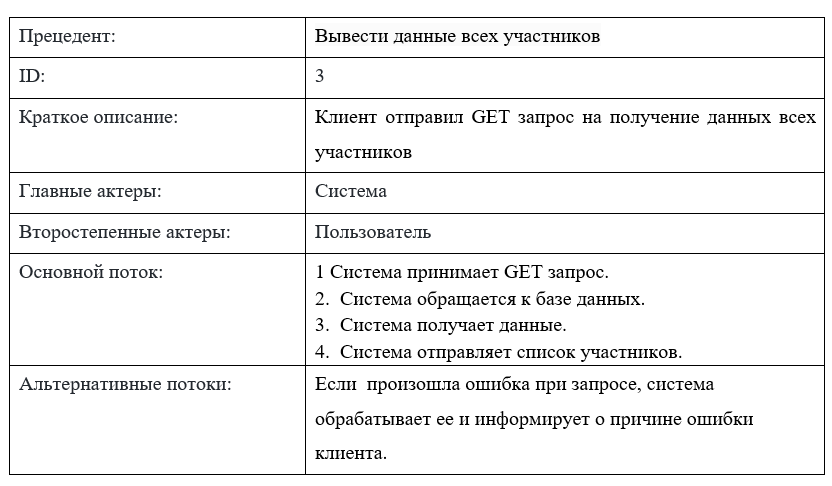 Прецедент:
Вывести данные всех участников
ID:
3
Краткое описание:
Клиент отправил GET запрос на получение данных всех
участников
Главные актеры:
Система
Второстепенные актеры:
Пользователь
Основной поток:
1 Система принимает GET запрос.
2. Система обращается к базе данных.
3. Система получает данные.
4. Система отправляет список участников.
Альтернативные потоки:
Если произошла ошибка при запросе, система
обрабатывает ее и информирует о причине ошибки
клиента.